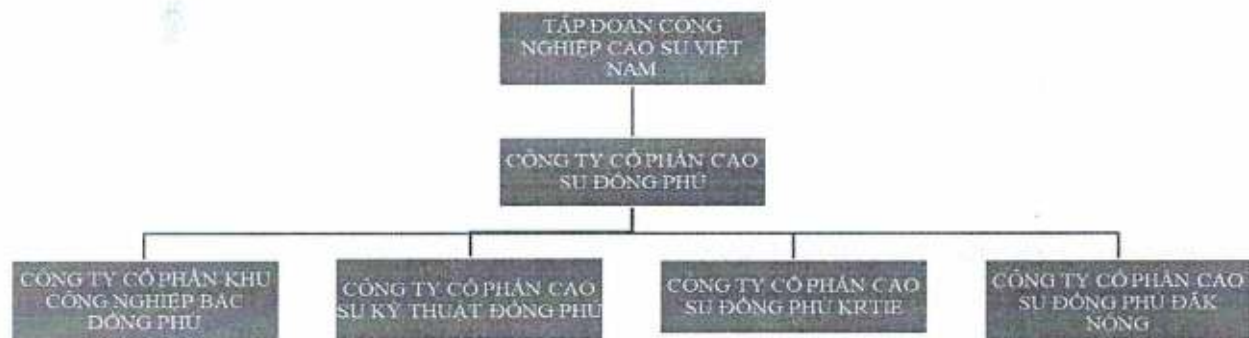 TẬP ĐOÀN CÔNG
NGHIỆP CAO SU VIỆT
NAM
CÔNG TY CỔ PHẦN CAO
SU ĐỒNG PHÚ
CÔNG TY CỔ PHẦN KHU
CÔNG NGHIỆP BẮC
ĐỒNG PHÚ
CÔNG TY CỔ PHẦN CAO
SU KỸ THUẬT ĐỒNG PHÚ
CÔNG TY CỔ PHẦN CAO
SU ĐỒNG PHÚ KRTIE
CÔNG TY CỔ PHẦN CAO
SU ĐỒNG PHÚ ĐĂK
NÔNG